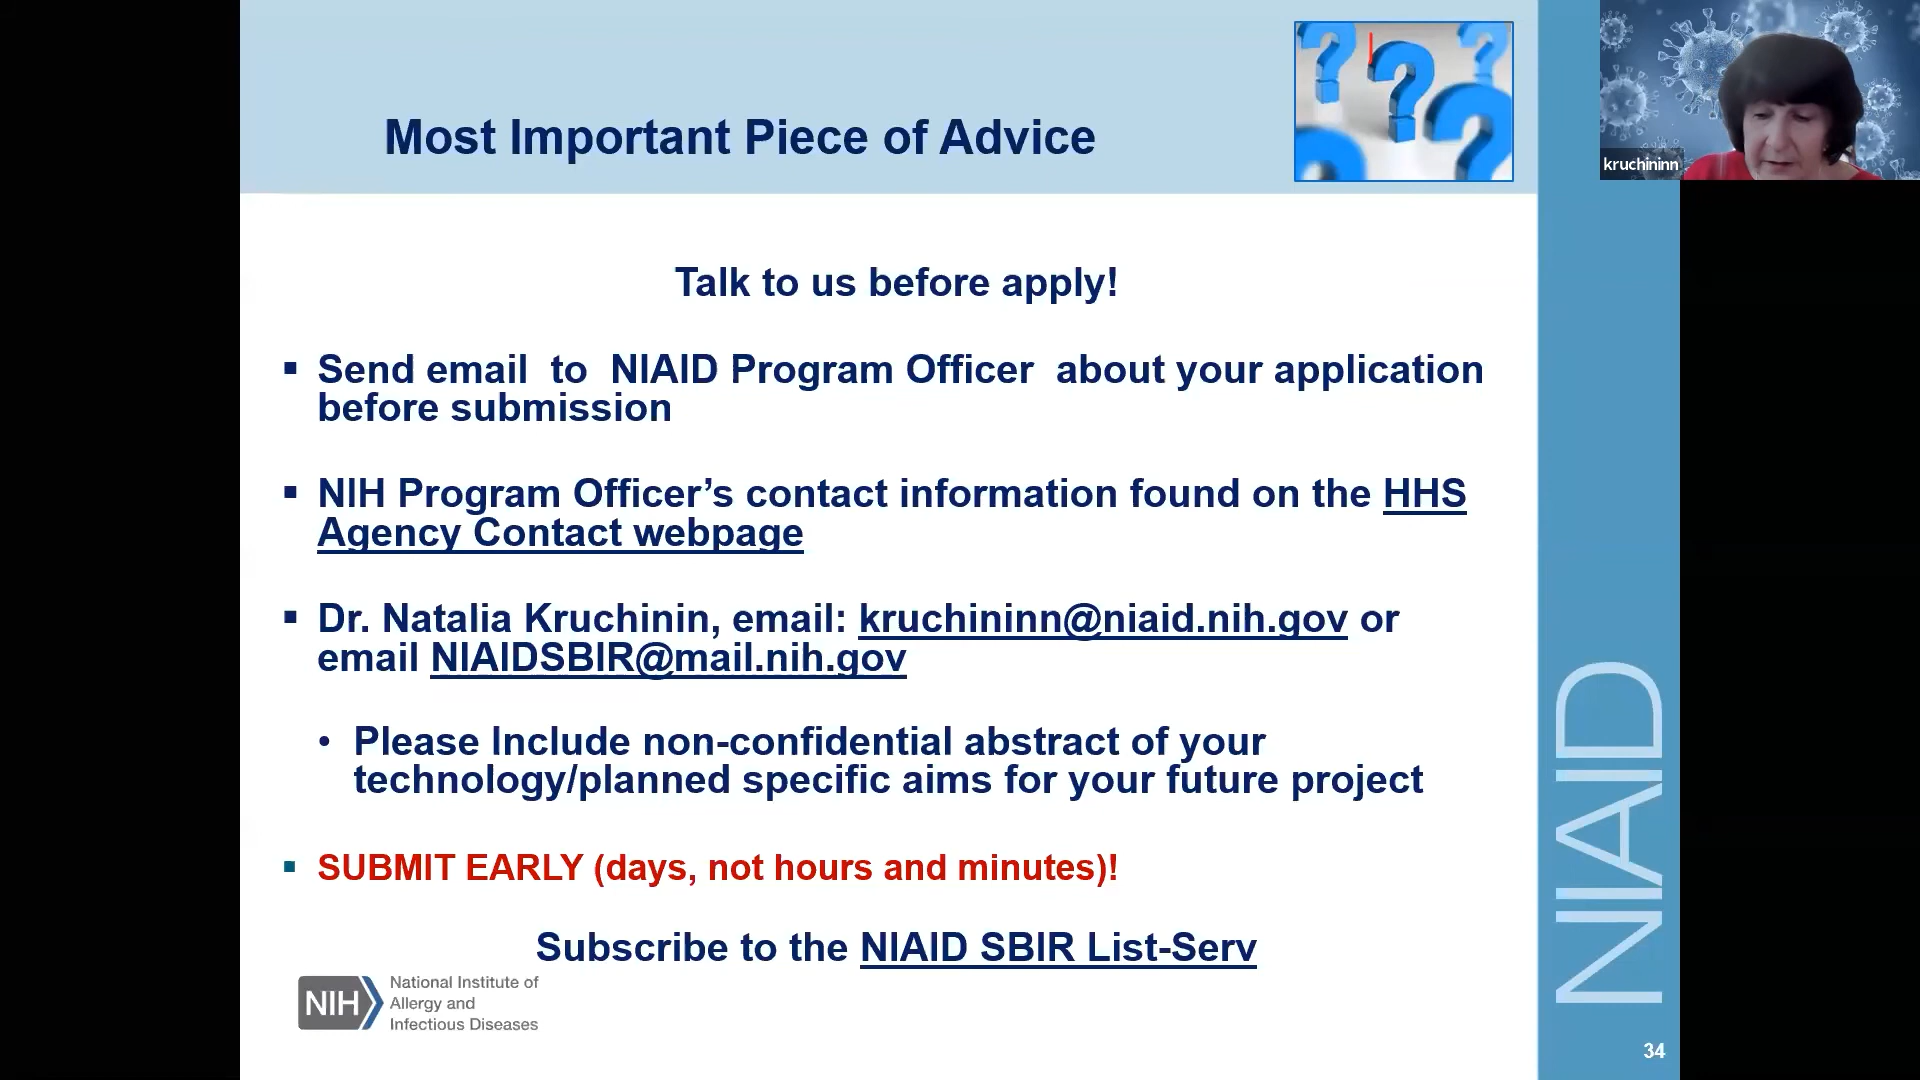 Most Important Piece of Advice
kruchininn
Talk to us before apply!
▪ Send email  to  NIAID Program Officer  about your application
before submission
▪ NIH Program Officer’s contact information found on the HHS
Agency Contact webpage
▪ Dr. Natalia Kruchinin, email: kruchininn@niaid.nih.gov or
email NIAIDSBIR@mail.nih.gov
• Please Include non-confidential abstract of your
technology/planned specific aims for your future project
▪ SUBMIT EARLY (days, not hours and minutes)!
Subscribe to the NIAID SBIR List-Serv
NIH
National Institute of
Allergy and
Infectious Diseases
NIAID
34